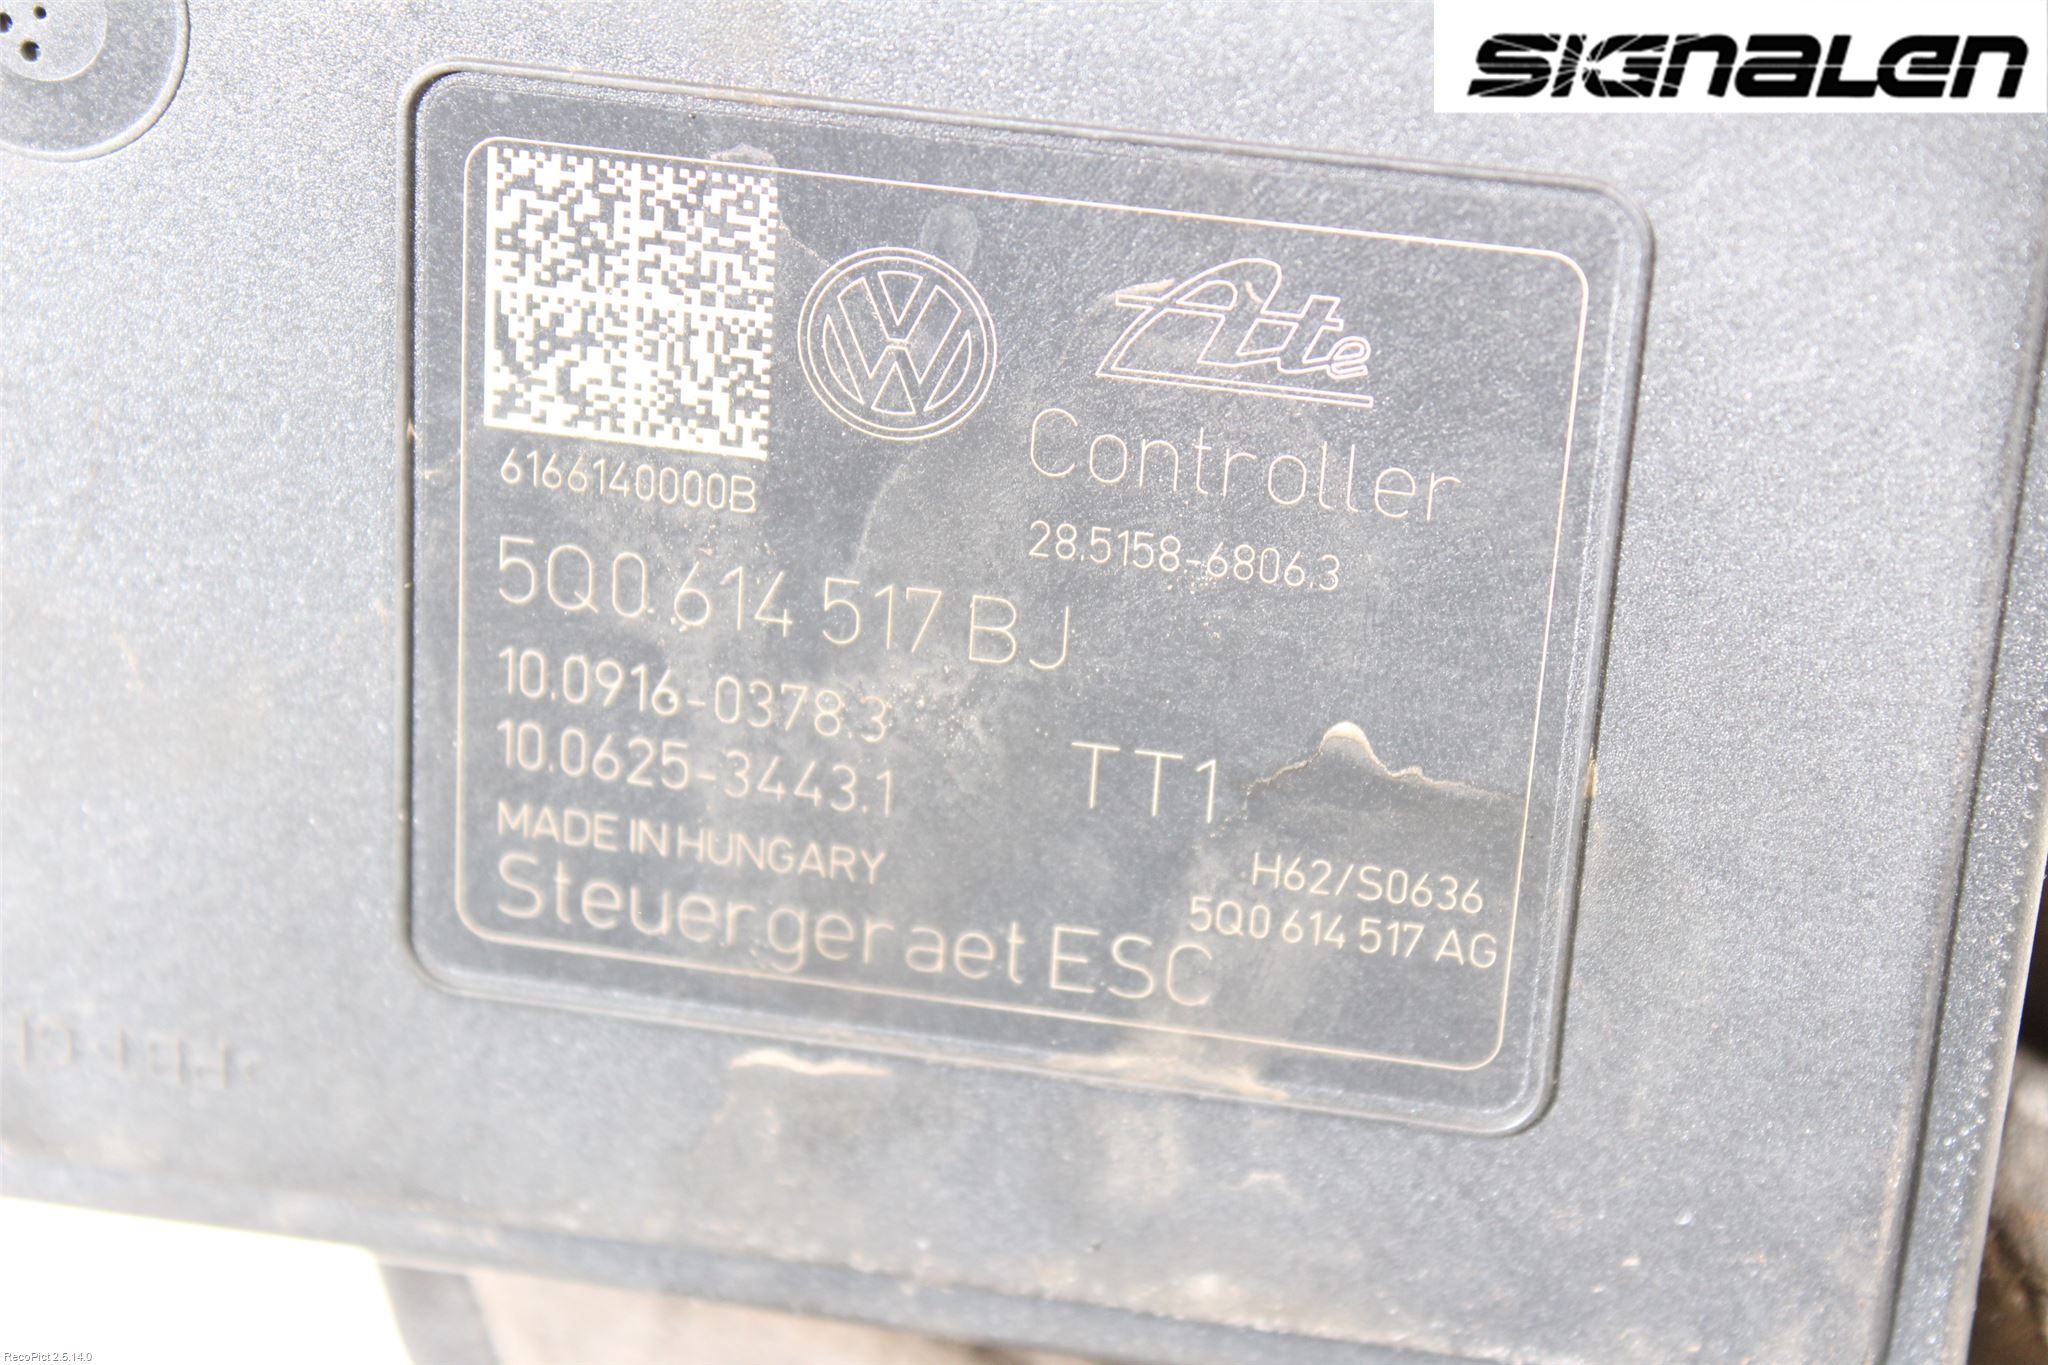 SIGNALEN
Ate
Controller
28.5158-6806.3
6166140000B
5Q0.614 517 BJ
10.0916-0378.3
10.0625-3443.1
TT1
MADE IN HUNGARY
H62/S0636
Steuergeraet ESC
5Q0 614 517 AG
RecoPict 2.5.14.0